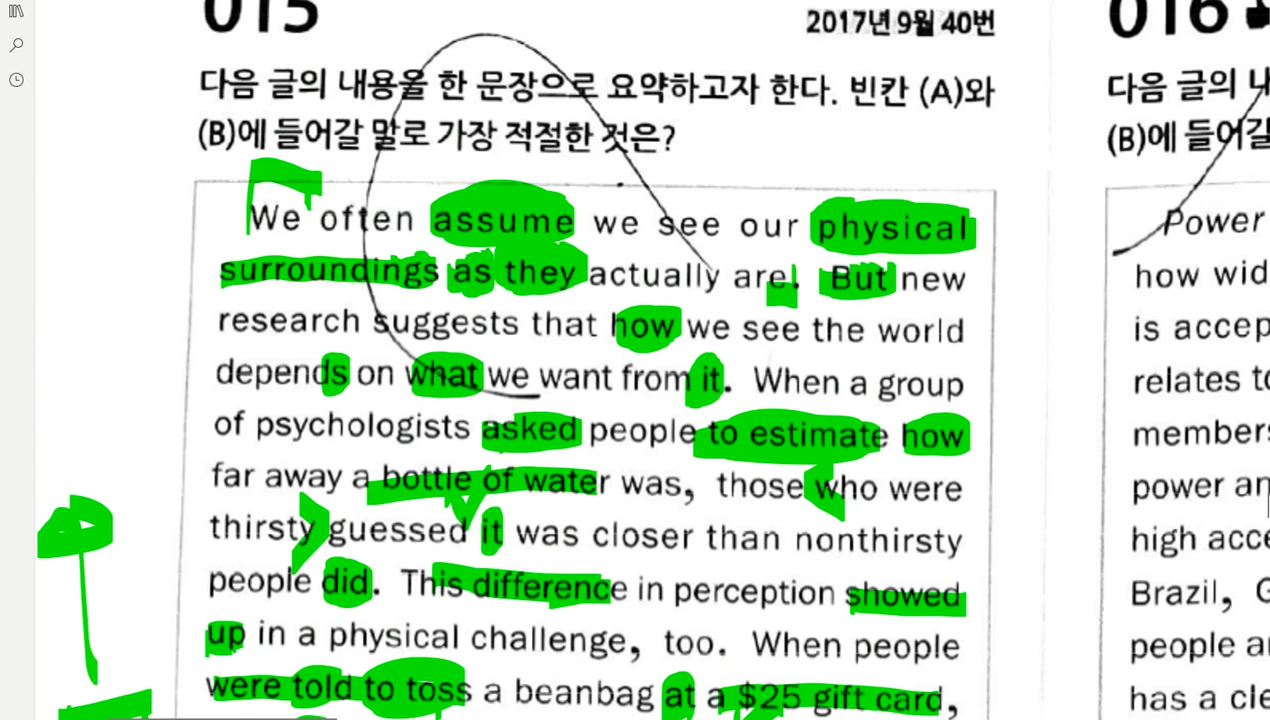 015
2017년 9월 40번
다음 글의 내용을 한 문장으로 요약하고자 한다. 빈칸 (A)와
(B)에 들어갈 말로 가장 적절한 것은?
We often assume we see our physical
surroundings as they actually are. But new
research suggests that how we see the world
depends on what we want from it. When a group
of psychologists asked people to estimate how
far away a bottle of water was, those who were
thirsty guessed it was closer than nonthirsty
people did. This difference in perception showed
up in a physical challenge, too. When people
were told to toss a beanbag at a $25 gift card,
016
다음 글의 내
(B)에 들어갈
Power
how wid
is accep
relates to
members
power an
high acce
Brazil, G
people ar
has a cle